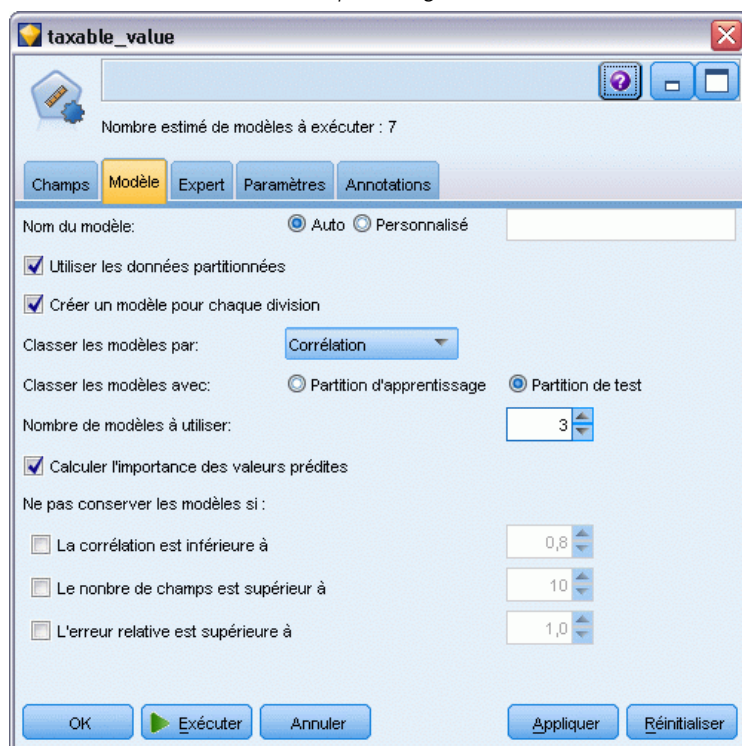 taxable_value
Nombre estimé de modèles à exécuter : 7
Champs Modèle Expert Paramètres Annotations
Nom du modèle: Auto Personnalisé
Utiliser les données partitionnées
Créer un modèle pour chaque division
Classer les modèles par: Corrélation
Classer les modèles avec: Partition d'apprentissage Partition de test
Nombre de modèles à utiliser: 3
Calculer l'importance des valeurs prédites
Ne pas conserver les modèles si :
La corrélation est inférieure à 0,8
Le nonbre de champs est supérieur à 10
L'erreur relative est supérieure à 1,0
OK Exécuter Annuler Appliquer Réinitialiser